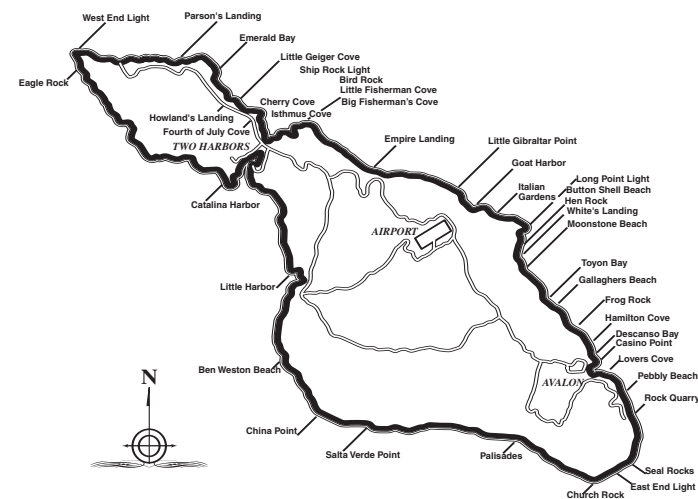 West End Light
Parson's Landing
Emerald Bay
Eagle Rock
Little Geiger Cove
Ship Rock Light
Bird Rock
Little Fisherman Cove
Big Fisherman's Cove
Cherry Cove
Isthmus Cove
Howland's Landing
Fourth of July Cove
TWO HARBORS
Empire Landing
Little Gibraltar Point
Goat Harbor
Italian
Gardens
Long Point Light
Button Shell Beach
Hen Rock
White's Landing
Moonstone Beach
Catalina Harbor
AIRPORT
Toyon Bay
Gallaghers Beach
Little Harbor
Frog Rock
Hamilton Cove
Descanso Bay
Casino Point
Lovers Cove
Ben Weston Beach
AVALON
Pebbly Beach
Rock Quarry
N
China Point
Salta Verde Point
Palisades
Seal Rocks
East End Light
Church Rock